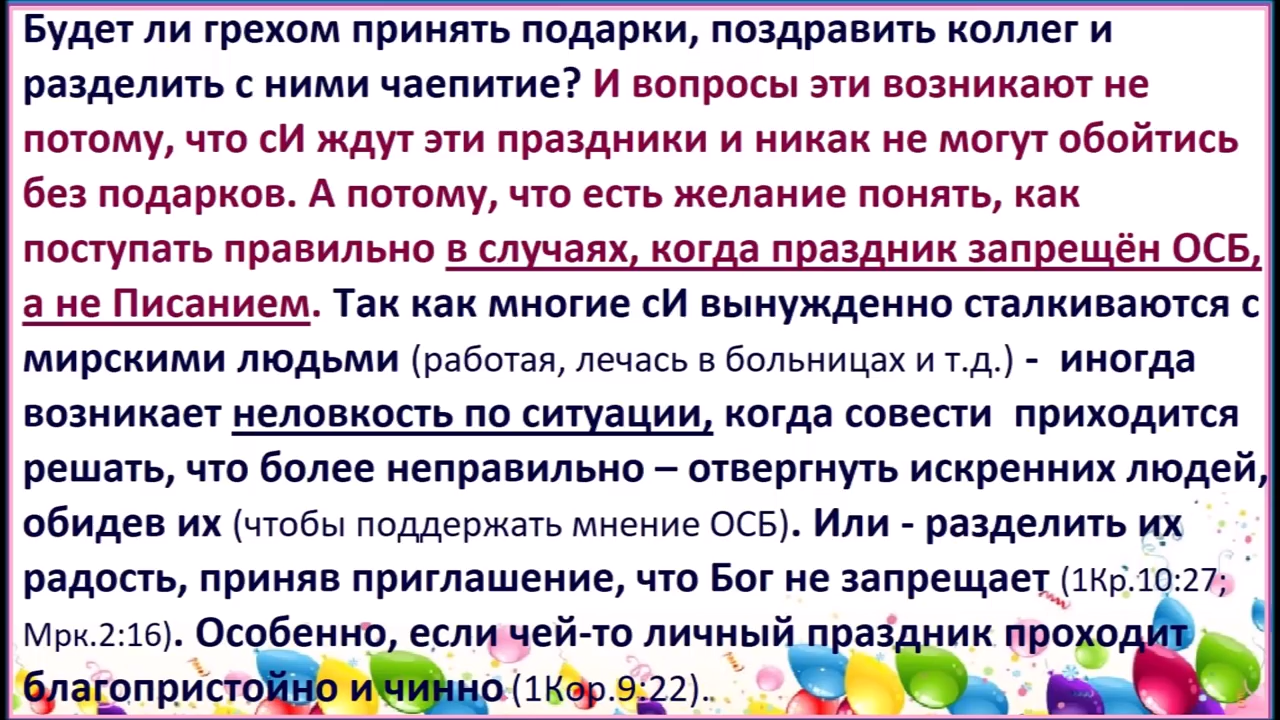 Будет ли грехом принять подарки, поздравить коллег и
разделить с ними чаепитие? И вопросы эти возникают не
потому, что сИ ждут эти праздники и никак не могут обойтись
без подарков. А потому, что есть желание понять, как
поступать правильно в случаях, когда праздник запрещён ОСБ,
а не Писанием. Так как многие сИ вынужденно сталкиваются с
мирскими людьми (работая, лечась в больницах и т.д.) - иногда
возникает неловкость по ситуации, когда совести приходится
решать, что более неправильно – отвергнуть искренних людей,
обидев их (чтобы поддержать мнение ОСБ). Или - разделить их
радость, приняв приглашение, что Бог не запрещает (1Кр.10:27;
Мрк.2:16). Особенно, если чей-то личный праздник проходит
благопристойно и чинно (1Кор.9:22).